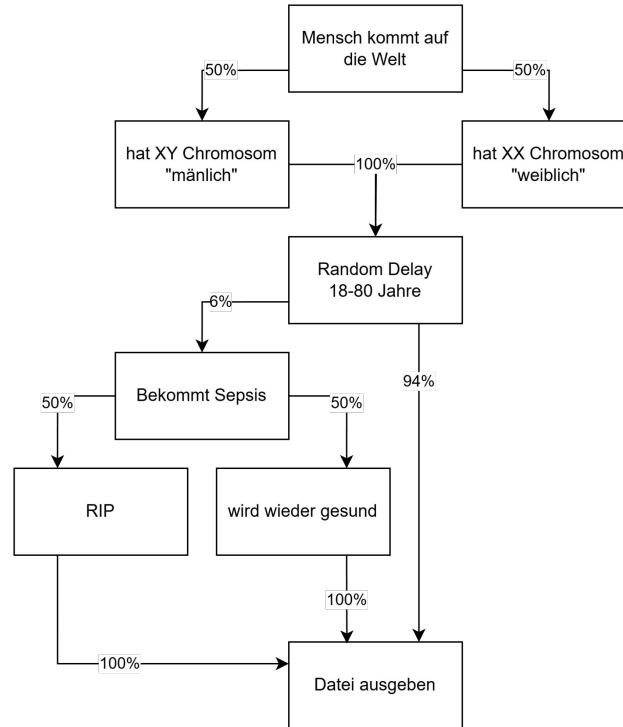 Mensch kommt auf
die Welt
50%
50%
hat XY Chromosom
"mänlich"
100%
hat XX Chromosom
"weiblich"
Random Delay
18-80 Jahre
6%
94%
Bekommt Sepsis
50%
50%
RIP
wird wieder gesund
100%
100%
Datei ausgeben